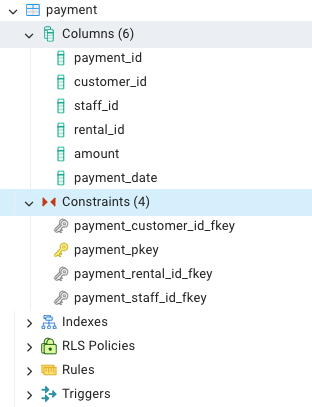 payment
Columns (6)
payment_id
customer_id
staff_id
rental_id
amount
payment_date
Constraints (4)
payment_customer_id_fkey
payment_pkey
payment_rental_id_fkey
payment_staff_id_fkey
Indexes
RLS Policies
Rules
Triggers